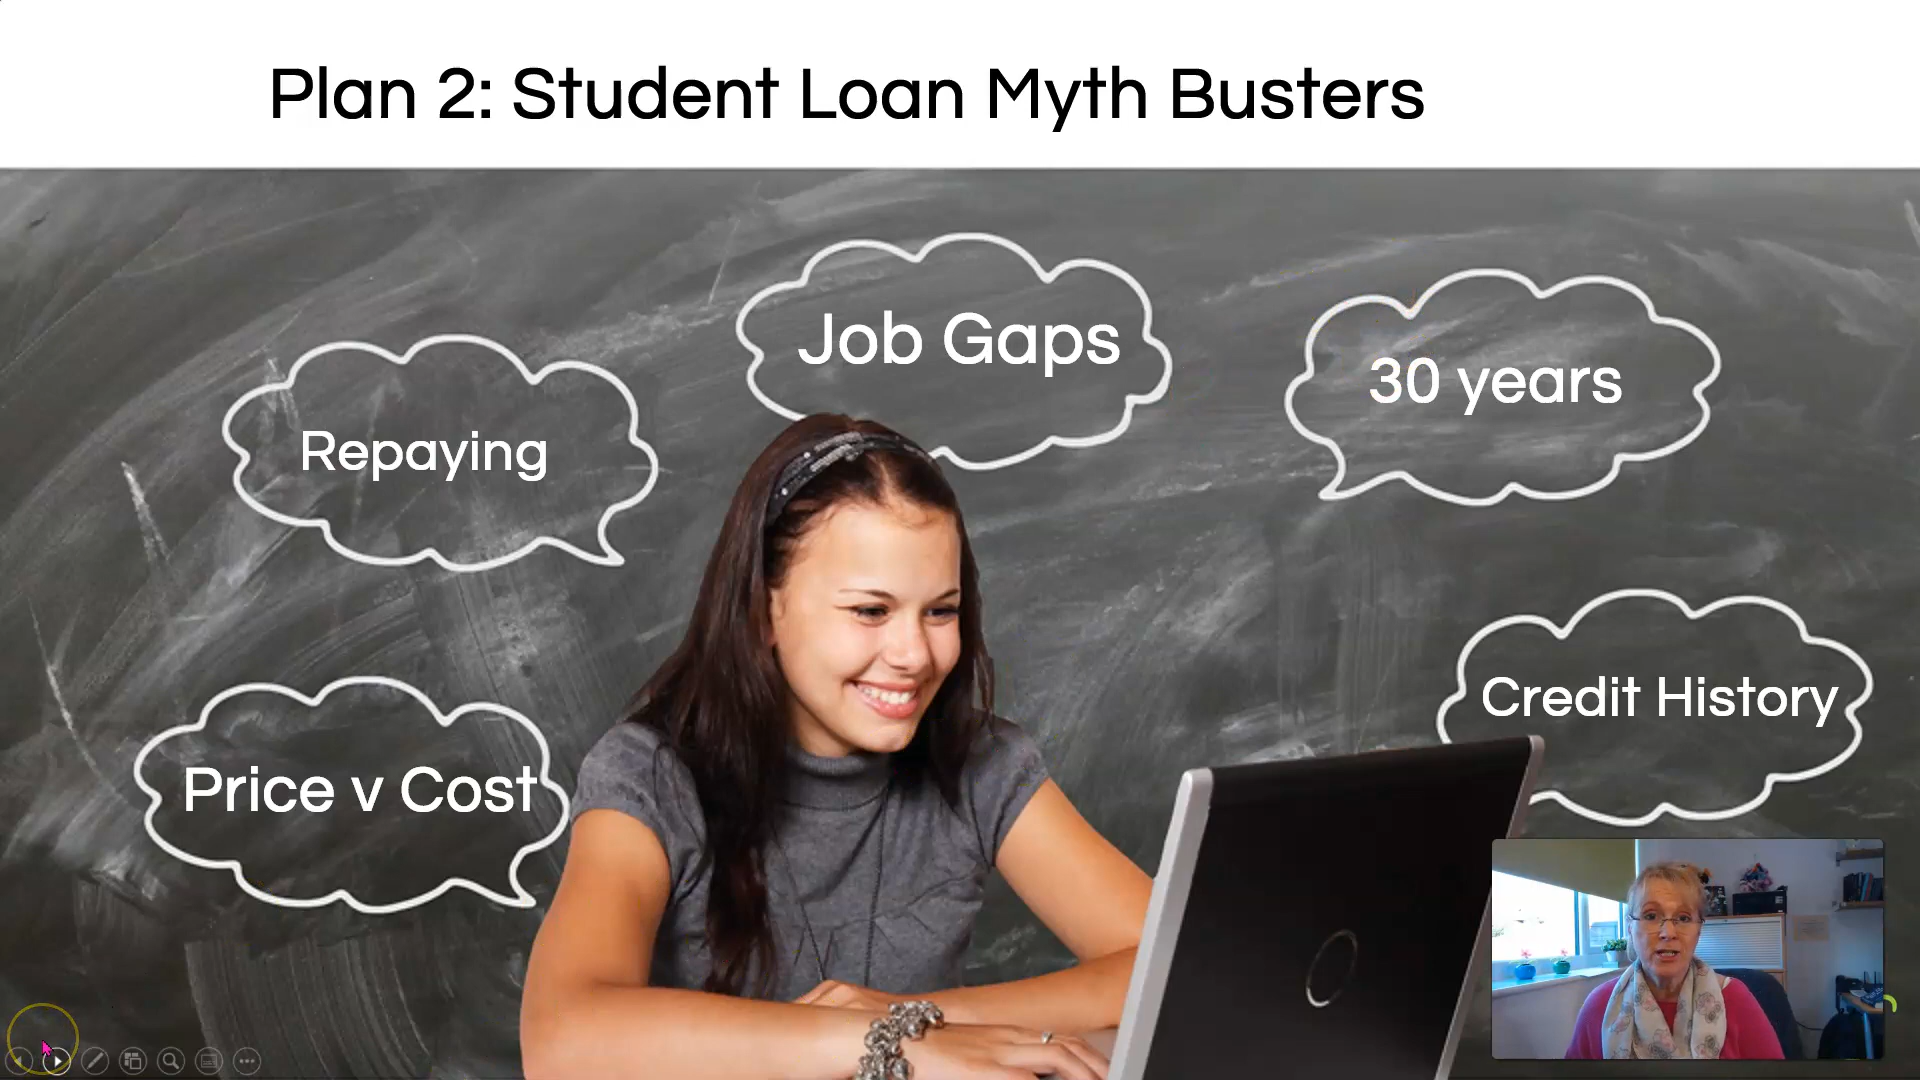 Plan 2: Student Loan Myth Busters
Job Gaps
30 years
Repaying
Credit History
Price v Cost